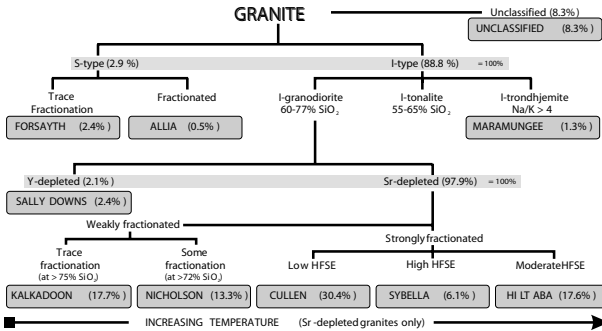 GRANITE
Unclassified (8.3%)
UNCLASSIFIED (8.3%)
S-type (2.9 %)
I-type (88.8 %)
= 100%
Trace
Fractionation
FORSAYTH (2.4%)
Fractionated
ALLIA (0.5%)
I-granodiorite
60-77% SiO2
I-tonalite
55-65% SiO2
I-trondhjemite
Na/K > 4
MARAMUNGEE (1.3%)
Y-depleted (2.1%)
Sr-depleted (97.9%)
= 100%
SALLY DOWNS (2.4%)
Weakly fractionated
Strongly fractionated
Trace
fractionation
(at > 75% SiO2)
KALKADOON (17.7%)
Some
fractionation
(at >72% SiO2)
NICHOLSON (13.3%)
Low HFSE
CULLEN (30.4%)
High HFSE
SYBELLA (6.1%)
Moderate HFSE
HI LT ABA (17.6%)
INCREASING TEMPERATURE (Sr -depleted granites only)